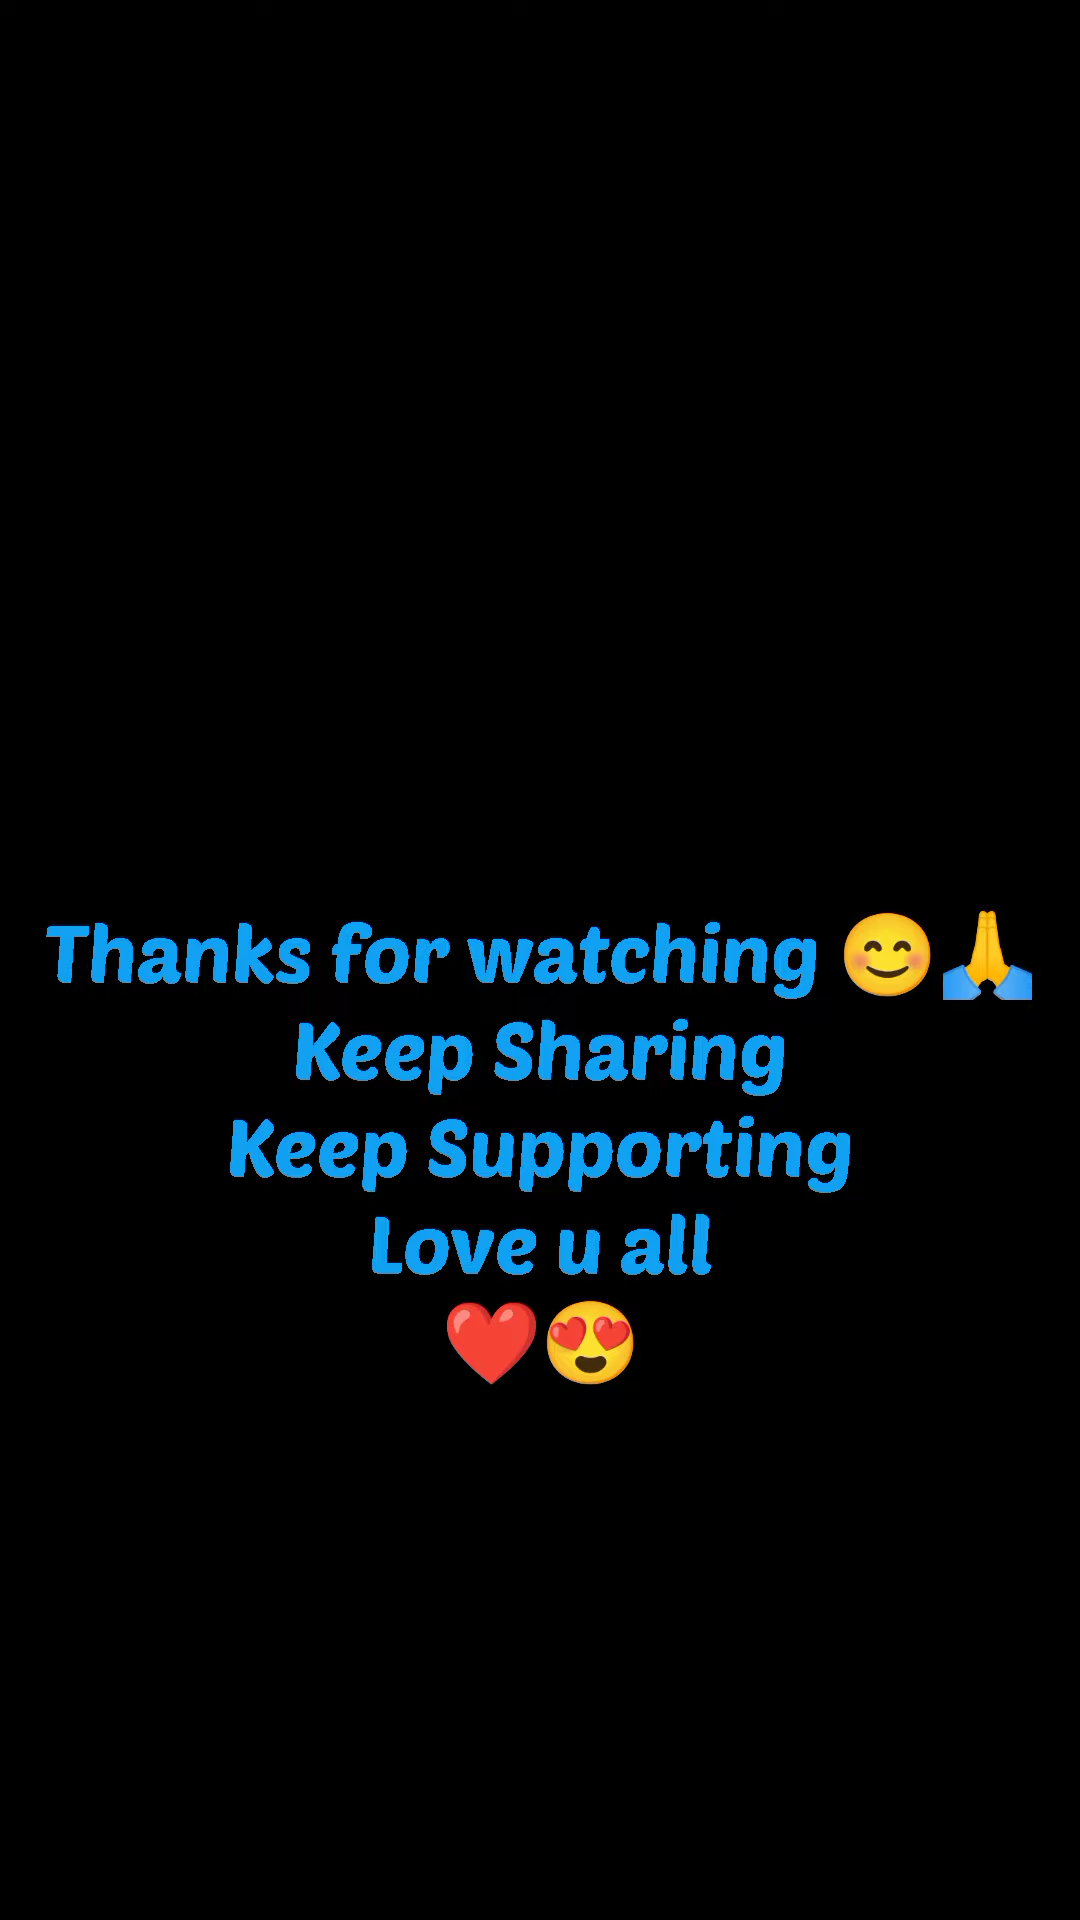 Thanks for watching 😊🙏
Keep Sharing
Keep Supporting
Love u all
❤️😍